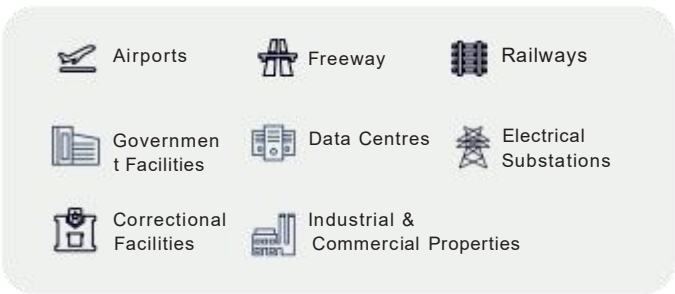 Airports
Freeway
Railways
Governmen
t Facilities
Data Centres
Electrical
Substations
Correctional
Facilities
Industrial &
Commercial Properties